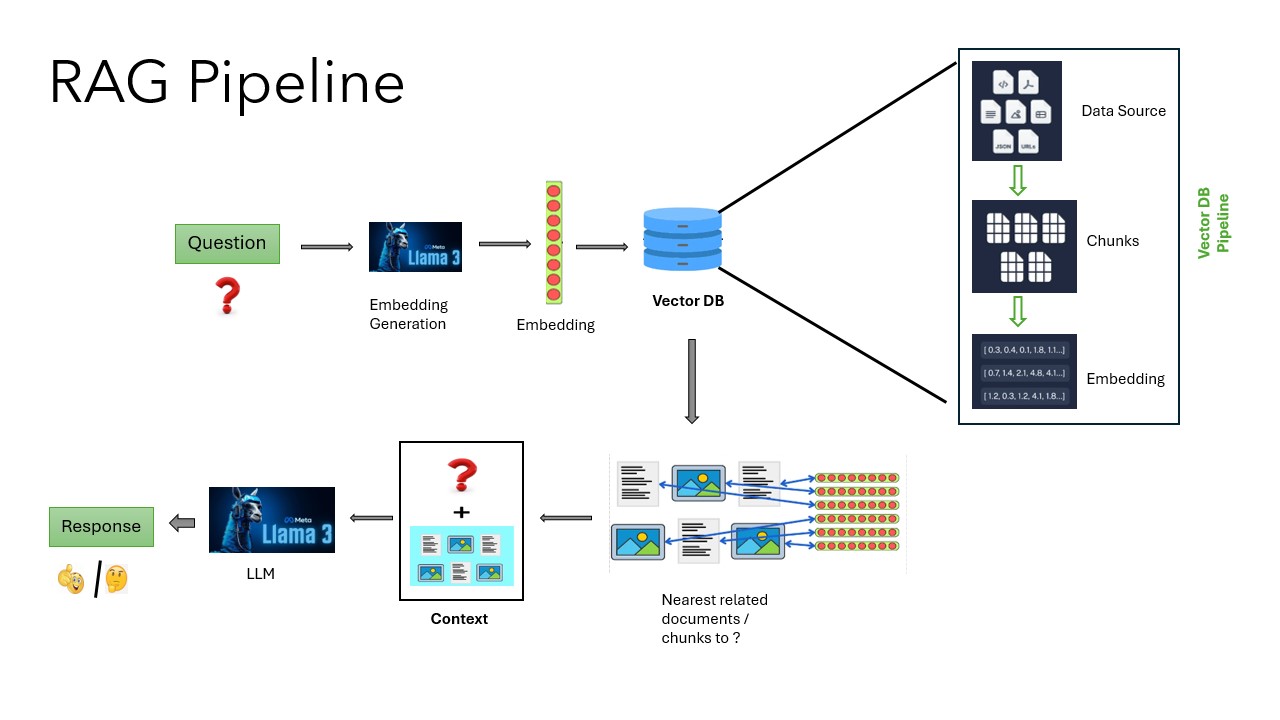 RAG Pipeline
Data Source
JSON
URLs
Vector DB
Pipeline
Question
Meta
Llama 3
Chunks
Embedding
Generation
Embedding
Vector DB
[ 0.3, 0.4, 0.1, 1.8, 1.1...]
[ 0.7, 1.4, 2.1, 4.8, 4.1...]
[ 1.2, 0.3, 1.2, 4.1, 1.8...]
Embedding
?
+
Context
Response
/
Meta
Llama 3
LLM
Nearest related
documents /
chunks to ?